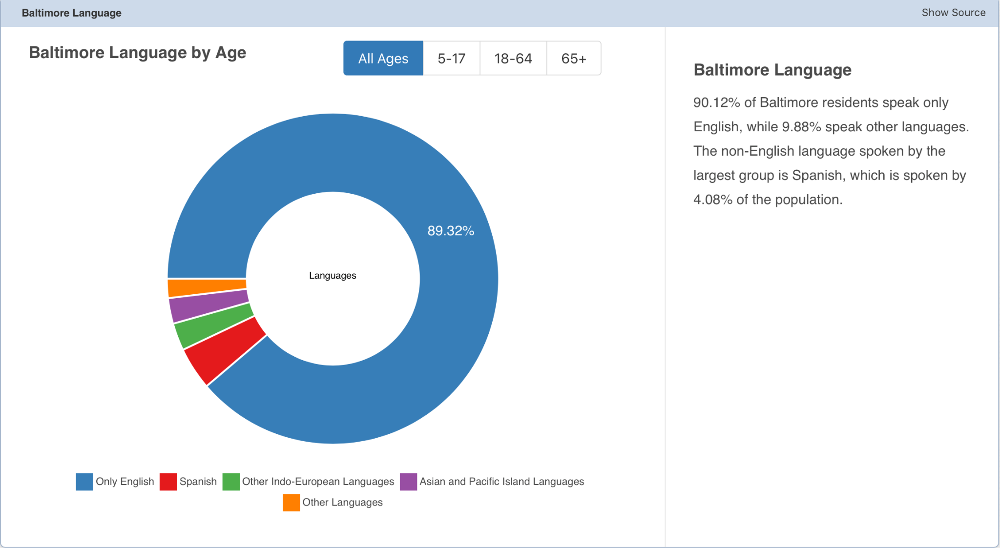 Baltimore Language
Show Source
Baltimore Language by Age
All Ages
5-17
18-64
65+
89.32%
Languages
Only English
Spanish
Other Indo-European Languages
Asian and Pacific Island Languages
Other Languages
Baltimore Language
90.12% of Baltimore residents speak only
English, while 9.88% speak other languages.
The non-English language spoken by the
largest group is Spanish, which is spoken by
4.08% of the population.